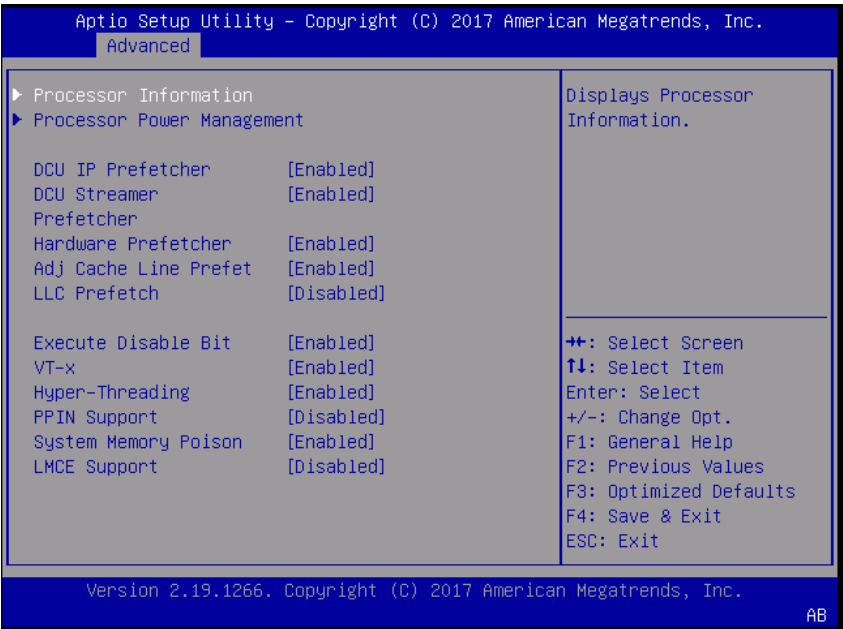 Aptio Setup Utility – Copyright (C) 2017 American Megatrends, Inc.
Advanced
Processor Information
Processor Power Management
DCU IP Prefetcher [Enabled]
DCU Streamer [Enabled]
Prefetcher
Hardware Prefetcher [Enabled]
Adj Cache Line Prefet [Enabled]
LLC Prefetch [Disabled]
Execute Disable Bit [Enabled]
VT-x [Enabled]
Hyper-Threading [Enabled]
PPIN Support [Disabled]
System Memory Poison [Enabled]
LMCE Support [Disabled]
Displays Processor
Information.
→←: Select Screen
↑↓: Select Item
Enter: Select
+/-: Change Opt.
F1: General Help
F2: Previous Values
F3: Optimized Defaults
F4: Save & Exit
ESC: Exit
Version 2.19.1266. Copyright (C) 2017 American Megatrends, Inc.
AB